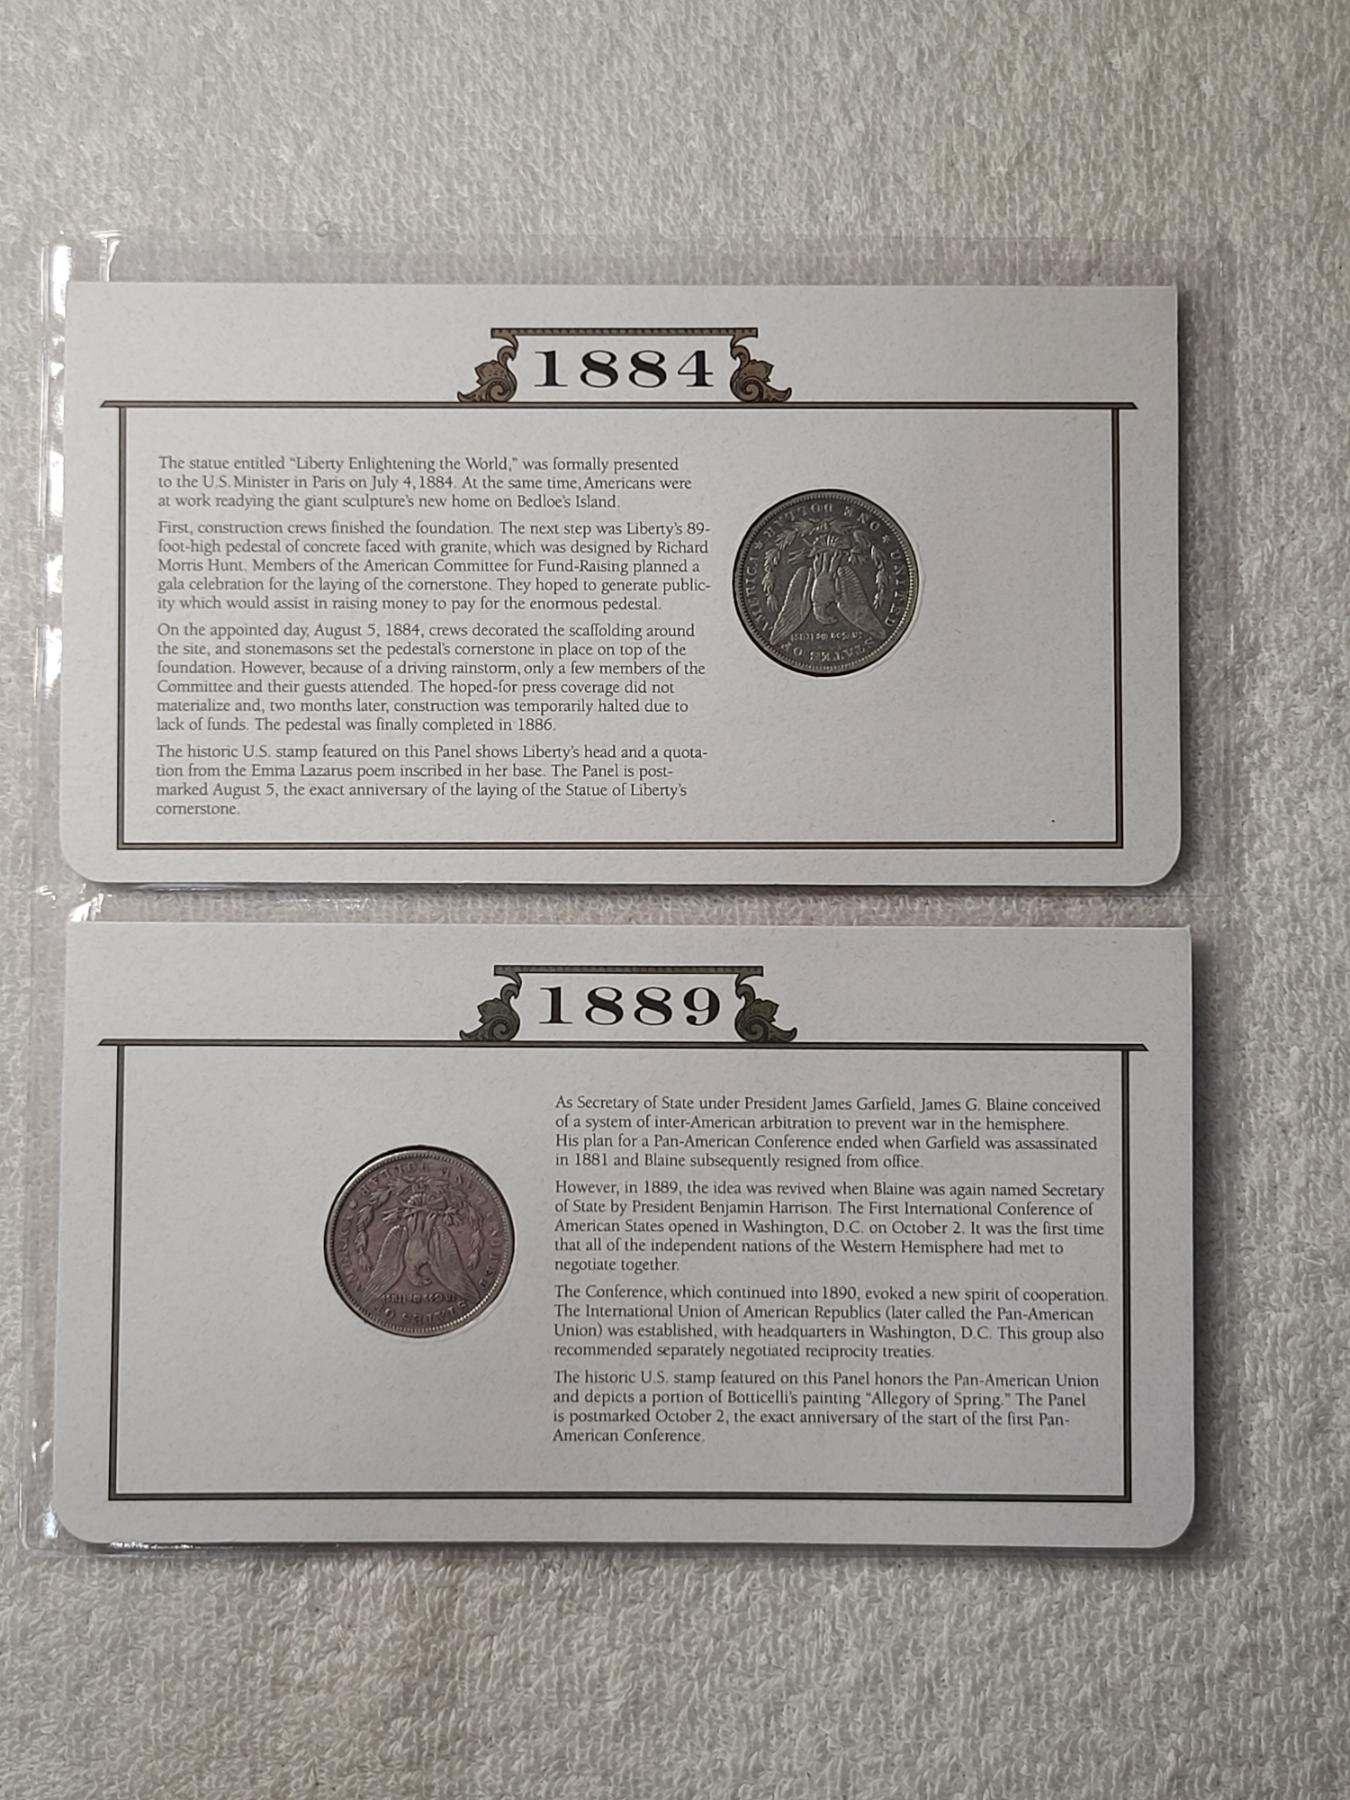 1884
The statue entitled “Liberty Enlightening the World,” was formally presented
to the U.S. Minister in Paris on July 4, 1884. At the same time, Americans were
at work readying the giant sculpture’s new home on Bedloe’s Island.
First, construction crews finished the foundation. The next step was Liberty’s 89-
foot-high pedestal of concrete faced with granite, which was designed by Richard
Morris Hunt. Members of the American Committee for Fund-Raising planned a
gala celebration for the laying of the cornerstone. They hoped to generate public-
ity which would assist in raising money to pay for the enormous pedestal.
On the appointed day, August 5, 1884, crews decorated the scaffolding around
the site, and stonemasons set the pedestal’s cornerstone in place on top of the
foundation. However, because of a driving rainstorm, only a few members of the
Committee and their guests attended. The hoped-for press coverage did not
materialize and, two months later, construction was temporarily halted due to
lack of funds. The pedestal was finally completed in 1886.
The historic U.S. stamp featured on this Panel shows Liberty’s head and a quota-
tion from the Emma Lazarus poem inscribed in her base. The Panel is post-
marked August 5, the exact anniversary of the laying of the Statue of Liberty’s
cornerstone.
UNITED STATES OF AMERICA
ONE DOLLAR
1889
As Secretary of State under President James Garfield, James G. Blaine conceived
of a system of inter-American arbitration to prevent war in the hemisphere.
His plan for a Pan-American Conference ended when Garfield was assassinated
in 1881 and Blaine subsequently resigned from office.
However, in 1889, the idea was revived when Blaine was again named Secretary
of State by President Benjamin Harrison. The First International Conference of
American States opened in Washington, D.C. on October 2. It was the first time
that all of the independent nations of the Western Hemisphere had met to
negotiate together.
The Conference, which continued into 1890, evoked a new spirit of cooperation.
The International Union of American Republics (later called the Pan-American
Union) was established, with headquarters in Washington, D.C. This group also
recommended separately negotiated reciprocity treaties.
The historic U.S. stamp featured on this Panel honors the Pan-American Union
and depicts a portion of Botticelli’s painting “Allegory of Spring.” The Panel
is postmarked October 2, the exact anniversary of the start of the first Pan-
American Conference.
UNITED STATES OF AMERICA
ONE DOLLAR